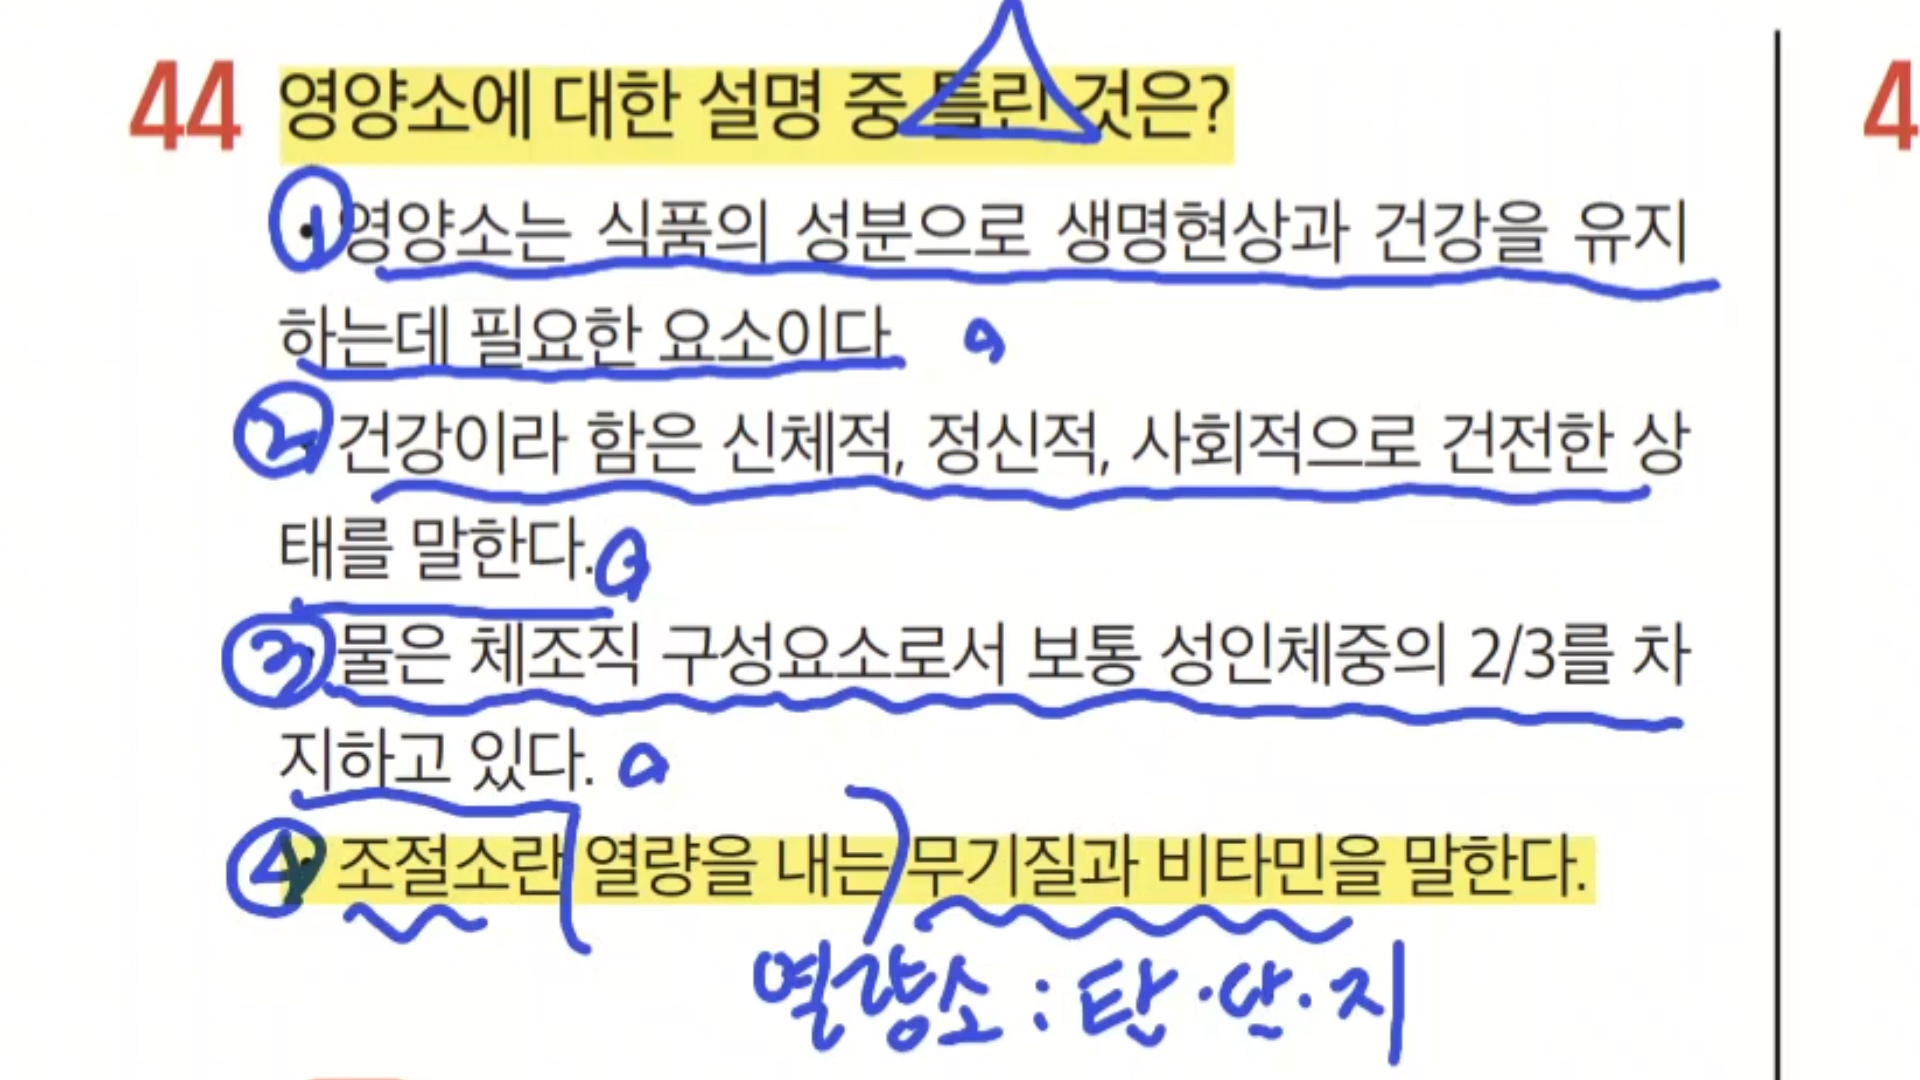 44 영양소에 대한 설명 중 틀린 것은?
① 영양소는 식품의 성분으로 생명현상과 건강을 유지
하는데 필요한 요소이다
② 건강이라 함은 신체적, 정신적, 사회적으로 건전한 상
태를 말한다.
③ 물은 체조직 구성요소로서 보통 성인체중의 2/3를 차
지하고 있다.
④ 조절소란 열량을 내는 무기질과 비타민을 말한다.
열량소 : 탄·단·지
4